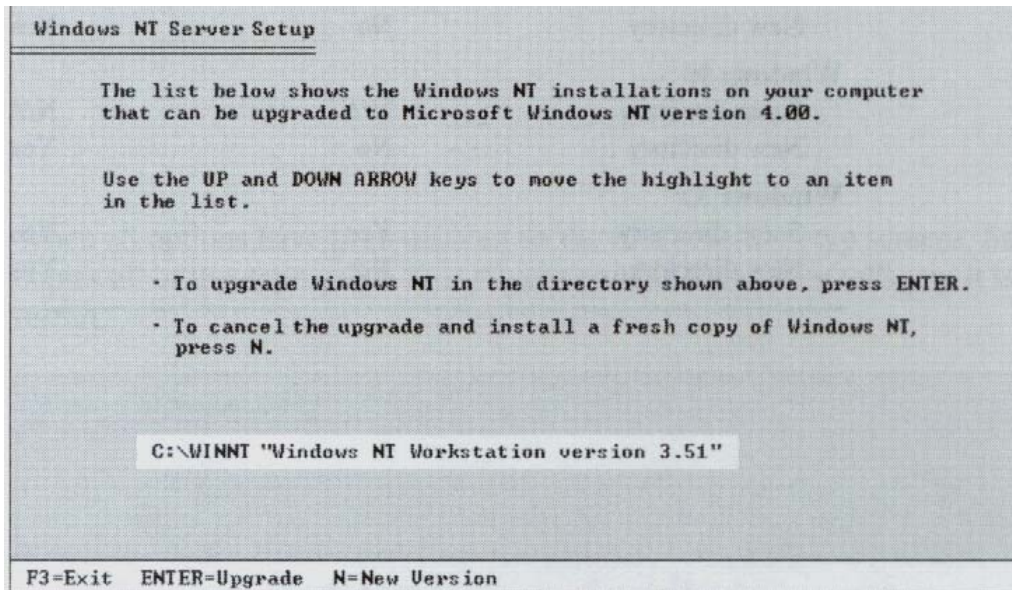 Windows NT Server Setup
The list below shows the Windows NT installations on your computer
that can be upgraded to Microsoft Windows NT version 4.00.
Use the UP and DOWN ARROW keys to move the highlight to an item
in the list.
· To upgrade Windows NT in the directory shown above, press ENTER.
· To cancel the upgrade and install a fresh copy of Windows NT,
press N.
C:\WINNT "Windows NT Workstation version 3.51"
F3=Exit ENTER=Upgrade N=New Version